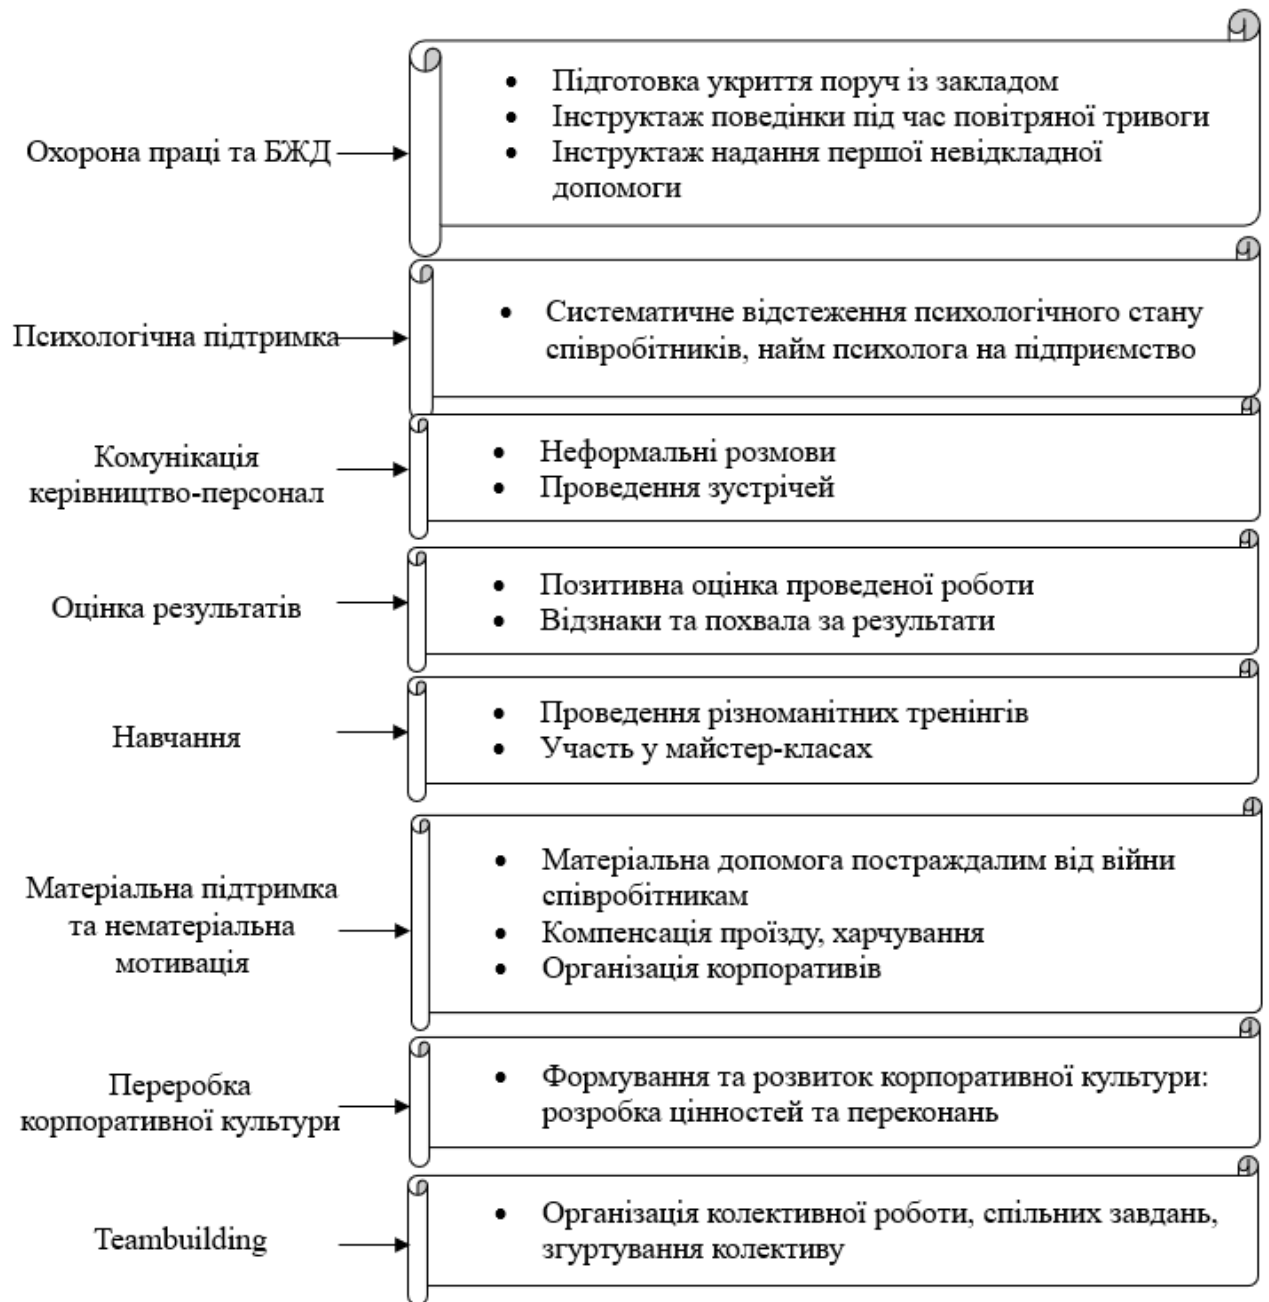 • Підготовка укриття поруч із закладом
• Інструктаж поведінки під час повітряної тривоги
Охорона праці та БЖД
• Інструктаж надання першої невідкладної
допомоги
Психологічна підтримка
• Систематичне відстеження психологічного стану
співробітників, найм психолога на підприємство
Комунікація
керівництво-персонал
• Неформальні розмови
• Проведення зустрічей
Оцінка результатів
• Позитивна оцінка проведеної роботи
• Відзнаки та похвала за результати
Навчання
• Проведення різноманітних тренінгів
• Участь у майстер-класах
Матеріальна підтримка
та нематеріальна
мотивація
• Матеріальна допомога постраждалим від війни
співробітникам
• Компенсація проїзду, харчування
• Організація корпоративів
Переробка
корпоративної культури
• Формування та розвиток корпоративної культури:
розробка цінностей та переконань
Teambuilding
• Організація колективної роботи, спільних завдань,
згуртування колективу